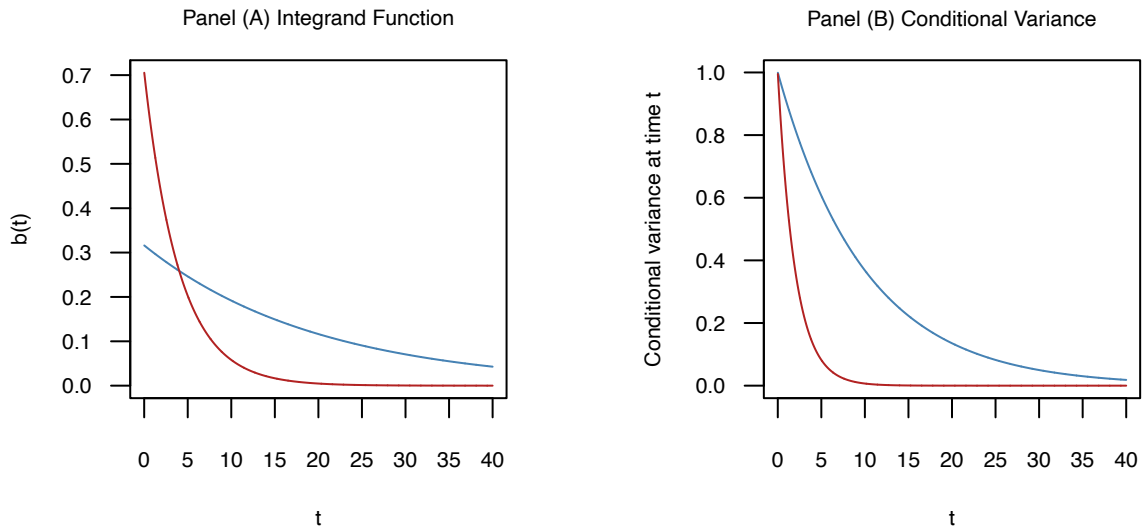 Panel (A) Integrand Function
b(t)
0.7
0.6
0.5
0.4
0.3
0.2
0.1
0.0
0 5 10 15 20 25 30 35 40
t
Panel (B) Conditional Variance
Conditional variance at time t
1.0
0.8
0.6
0.4
0.2
0.0
0 5 10 15 20 25 30 35 40
t